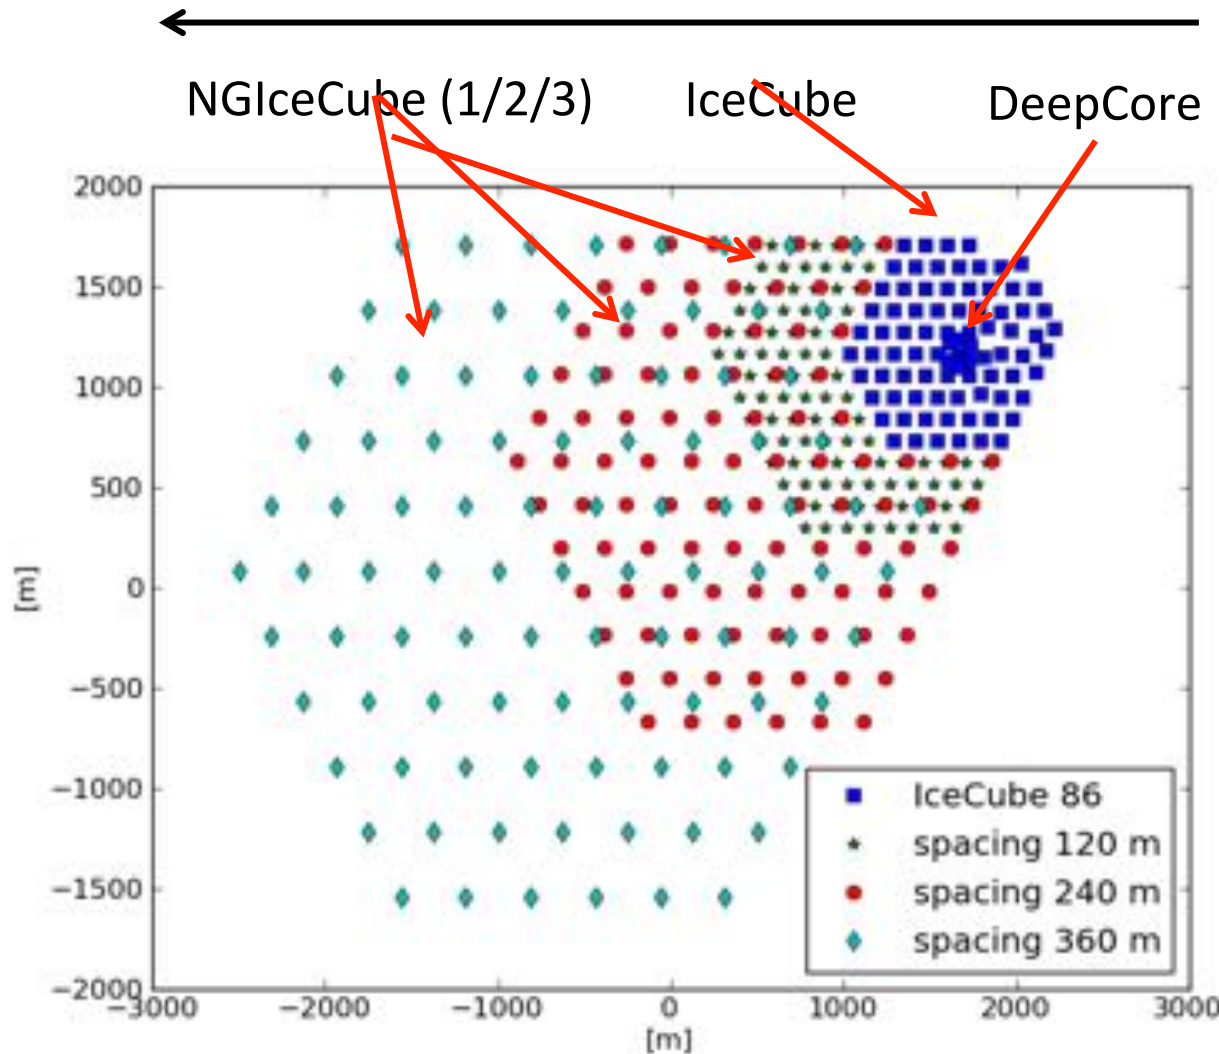 NGIceCube (1/2/3) IceCube DeepCore
2000
1500
1000
500
0
−500
−1000
−1500
−2000
[m]
IceCube 86
spacing 120 m
spacing 240 m
spacing 360 m
−3000 −2000 −1000 0 1000 2000 3000
[m]